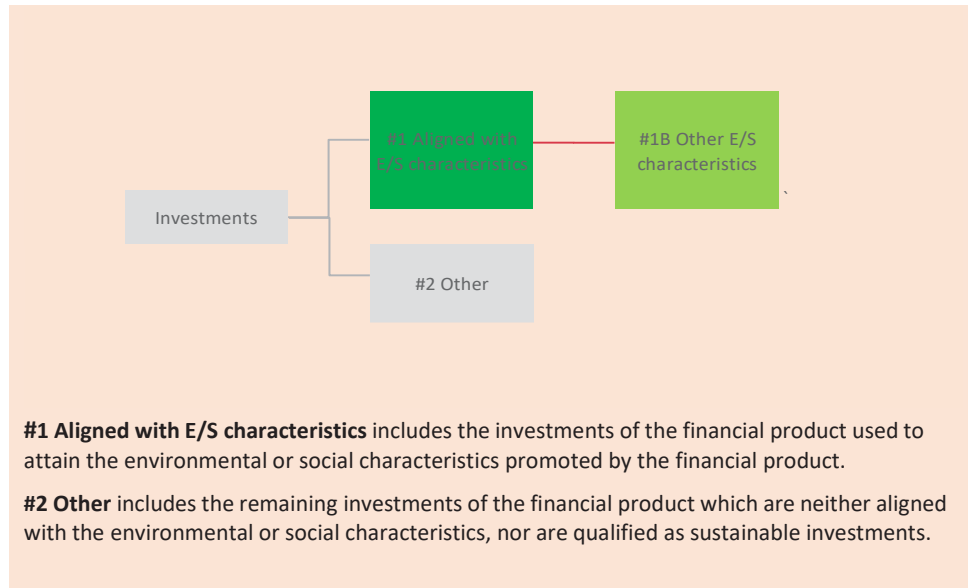 #1 Aligned with
E/S characteristics
#1B Other E/S
characteristics
`
Investments
#2 Other
#1 Aligned with E/S characteristics includes the investments of the financial product used to
attain the environmental or social characteristics promoted by the financial product.
#2 Other includes the remaining investments of the financial product which are neither aligned
with the environmental or social characteristics, nor are qualified as sustainable investments.